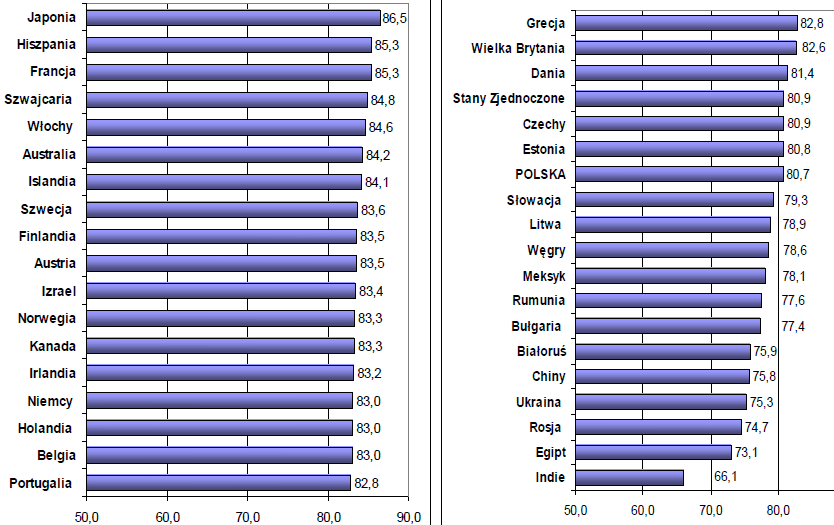 Japonia 86,5
Hiszpania 85,3
Francja 85,3
Szwajcaria 84,8
Włochy 84,6
Australia 84,2
Islandia 84,1
Szwecja 83,6
Finlandia 83,5
Austria 83,5
Izrael 83,4
Norwegia 83,3
Kanada 83,3
Irlandia 83,2
Niemcy 83,0
Holandia 83,0
Belgia 83,0
Portugalia 82,8
50,0 60,0 70,0 80,0 90,0
Grecja 82,8
Wielka Brytania 82,6
Dania 81,4
Stany Zjednoczone 80,9
Czechy 80,9
Estonia 80,8
POLSKA 80,7
Słowacja 79,3
Litwa 78,9
Węgry 78,6
Meksyk 78,1
Rumunia 77,6
Bułgaria 77,4
Białoruś 75,9
Chiny 75,8
Ukraina 75,3
Rosja 74,7
Egipt 73,1
Indie 66,1
50,0 60,0 70,0 80,0